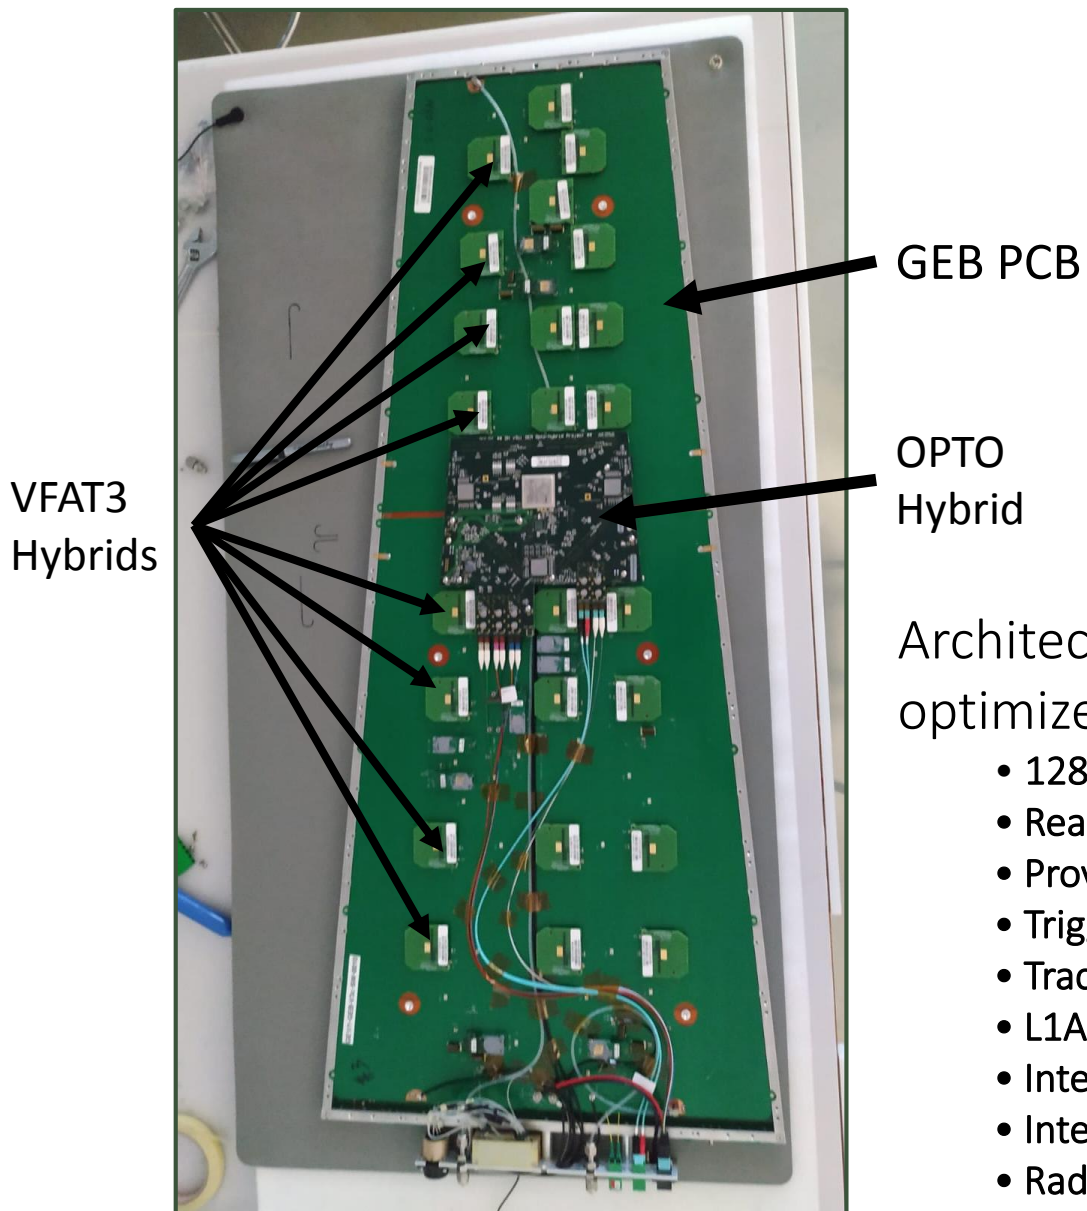 GEB PCB
OPTO
Hybrid
VFAT3
Hybrids
Architec
optimize
• 128
• Rea
• Prov
• Trig
• Trac
• L1A
• Inte
• Inte
• Rad